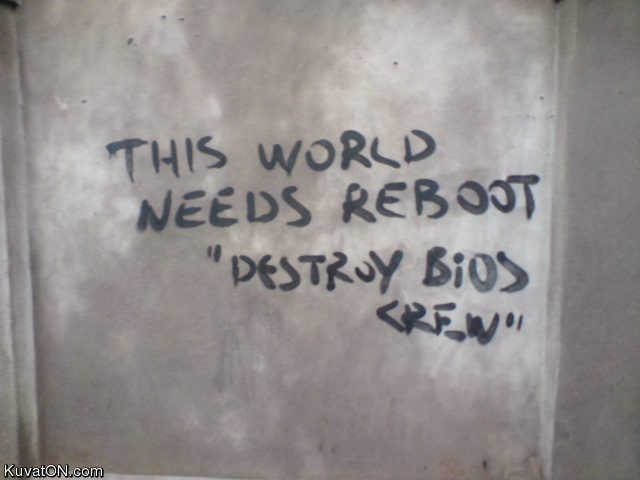 THIS WORLD
NEEDS REBOOT
"DESTROY BiOS
CREW"
KuvatON.com